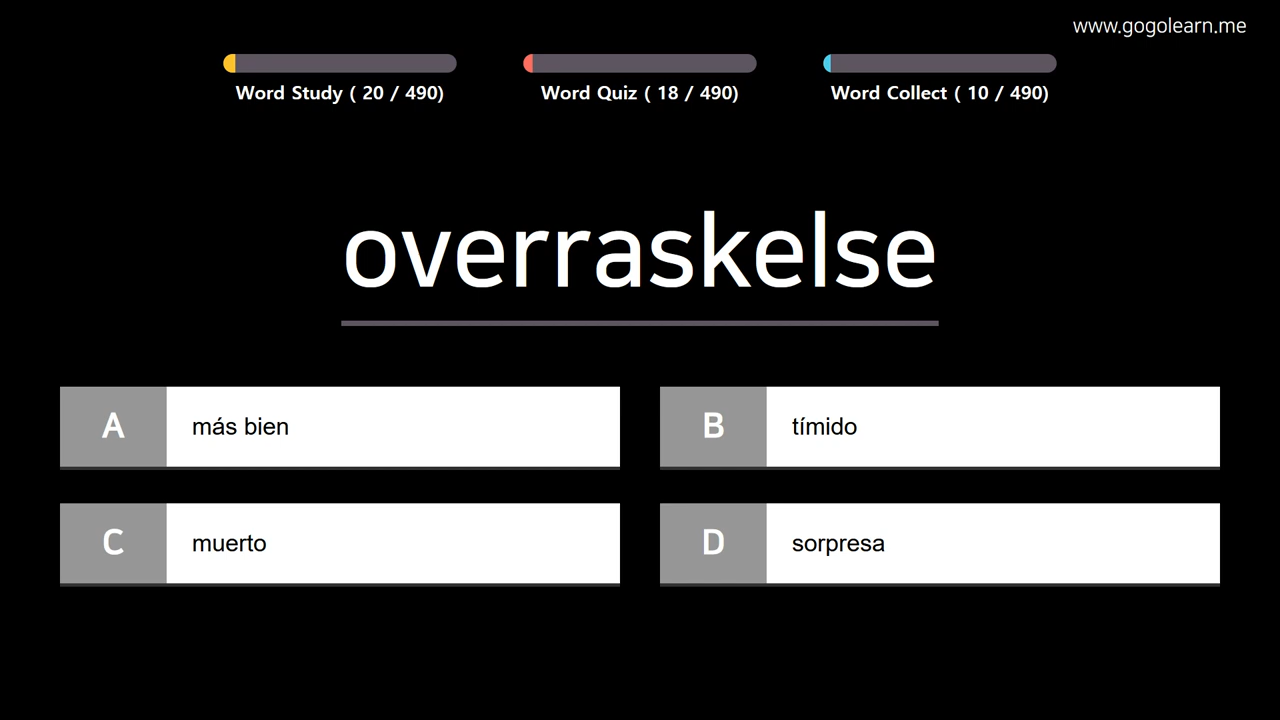 www.gogolearn.me
Word Study ( 20 / 490)
Word Quiz ( 18 / 490)
Word Collect ( 10 / 490)
overraskelse
A
más bien
B
tímido
C
muerto
D
sorpresa